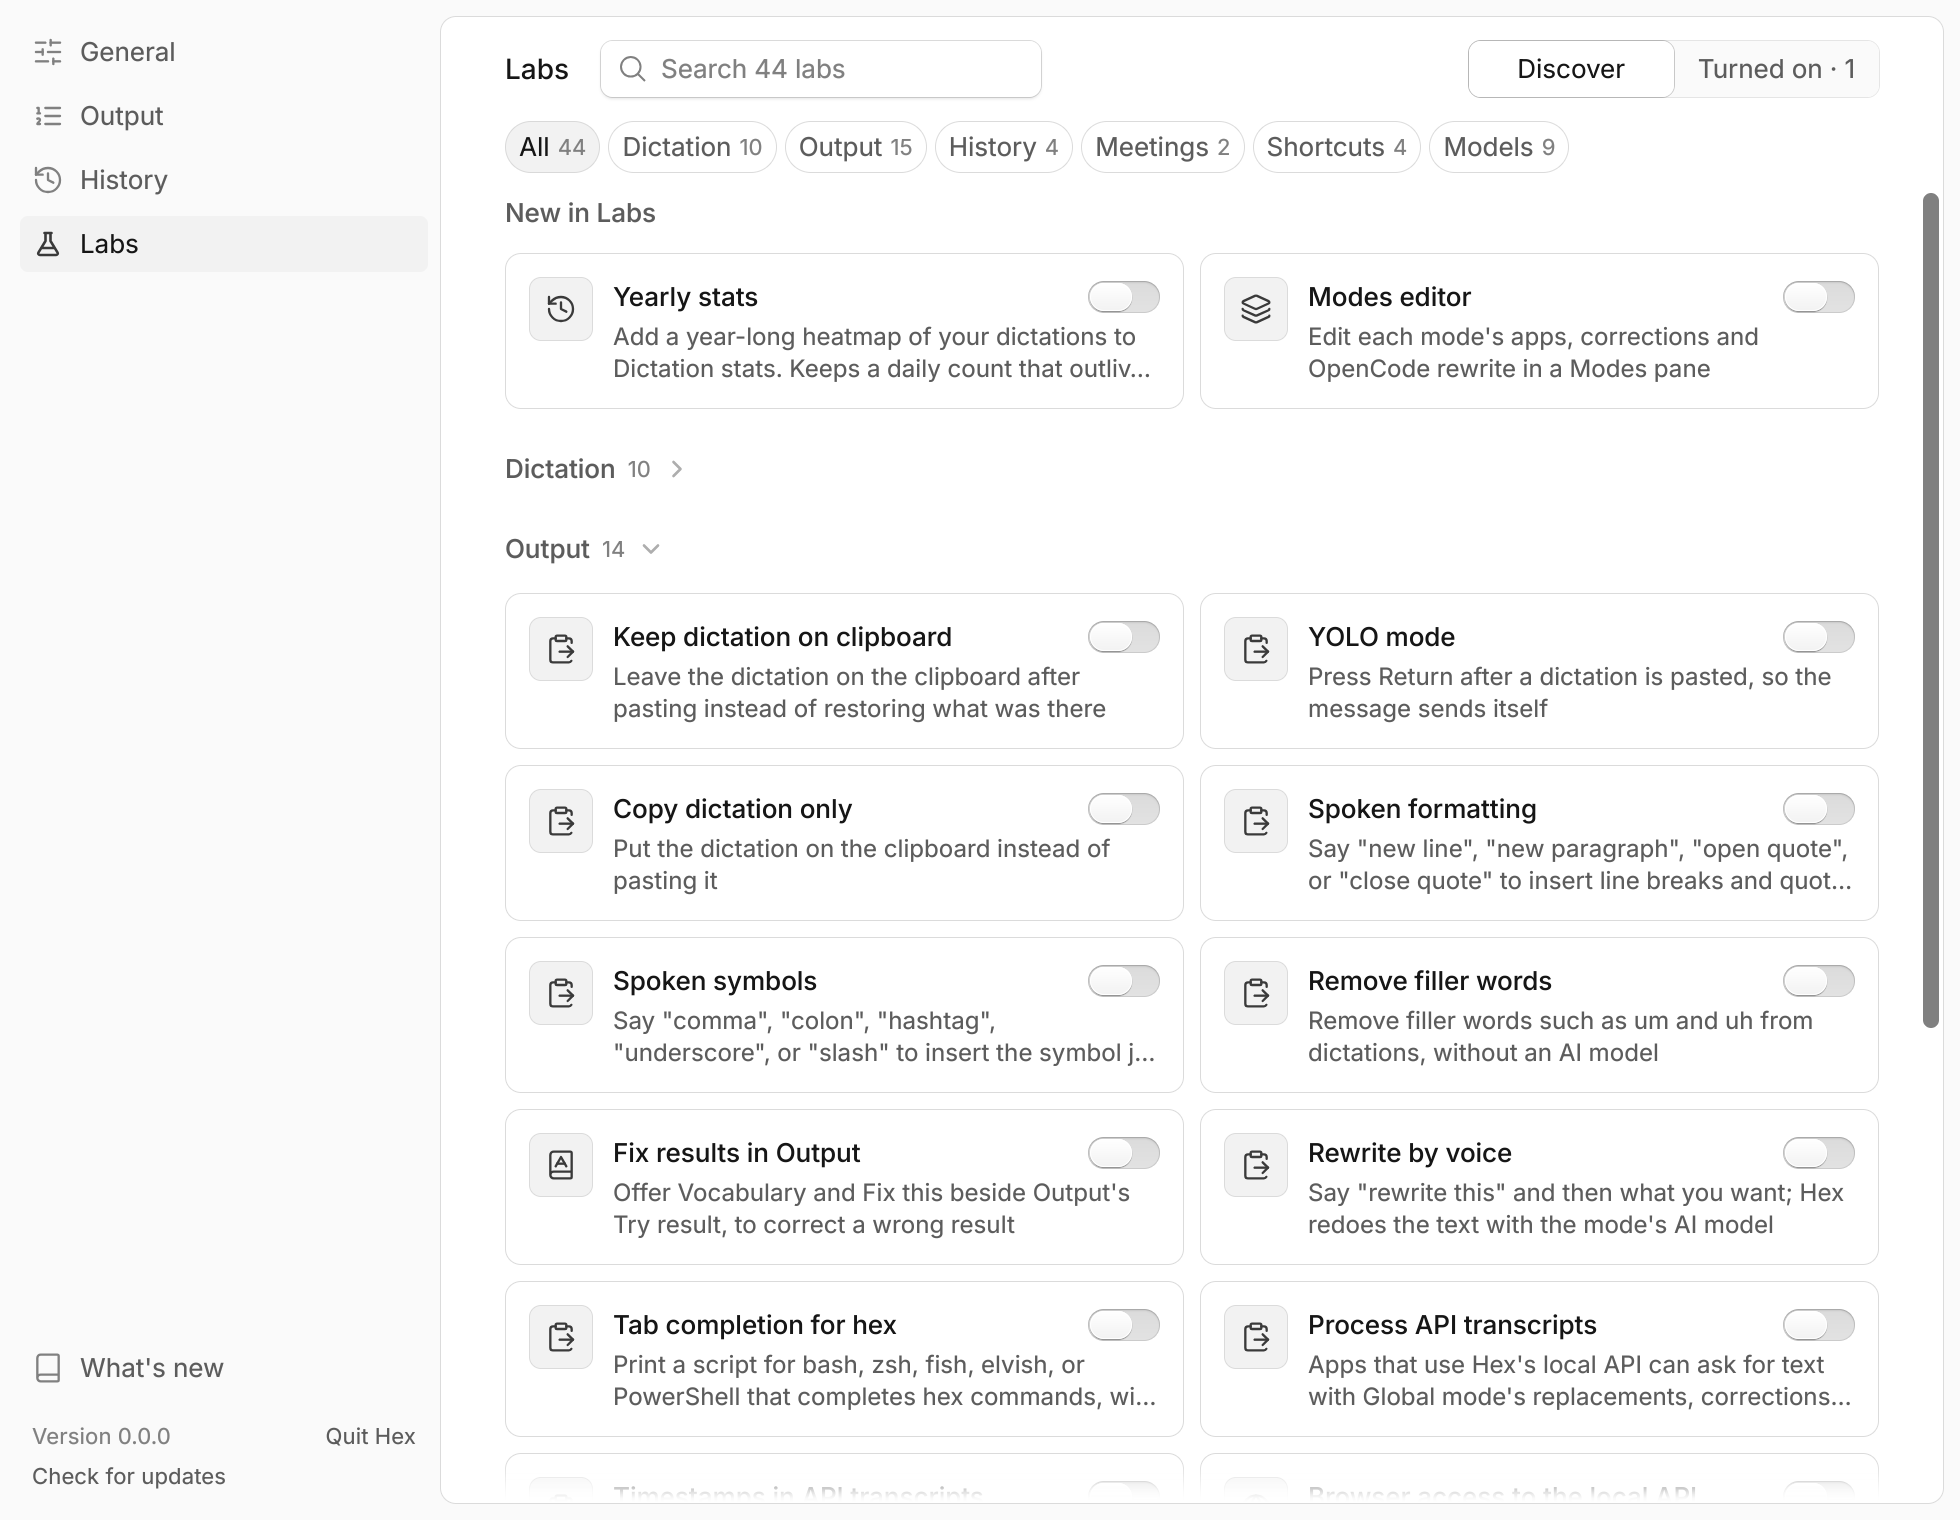 General
Output
History
Labs
What's new
Version 0.0.0
Quit Hex
Check for updates
Labs
Search 44 labs
Discover
Turned on · 1
All 44
Dictation 10
Output 15
History 4
Meetings 2
Shortcuts 4
Models 9
New in Labs
Yearly stats
Add a year-long heatmap of your dictations to
Dictation stats. Keeps a daily count that outliv...
Modes editor
Edit each mode's apps, corrections and
OpenCode rewrite in a Modes pane
Dictation 10
Output 14
Keep dictation on clipboard
Leave the dictation on the clipboard after
pasting instead of restoring what was there
YOLO mode
Press Return after a dictation is pasted, so the
message sends itself
Copy dictation only
Put the dictation on the clipboard instead of
pasting it
Spoken formatting
Say "new line", "new paragraph", "open quote",
or "close quote" to insert line breaks and quot...
Spoken symbols
Say "comma", "colon", "hashtag",
"underscore", or "slash" to insert the symbol j...
Remove filler words
Remove filler words such as um and uh from
dictations, without an AI model
Fix results in Output
Offer Vocabulary and Fix this beside Output's
Try result, to correct a wrong result
Rewrite by voice
Say "rewrite this" and then what you want; Hex
redoes the text with the mode's AI model
Tab completion for hex
Print a script for bash, zsh, fish, elvish, or
PowerShell that completes hex commands, wi...
Process API transcripts
Apps that use Hex's local API can ask for text
with Global mode's replacements, corrections...
Timestamps in API transcripts
Browser access to the local API